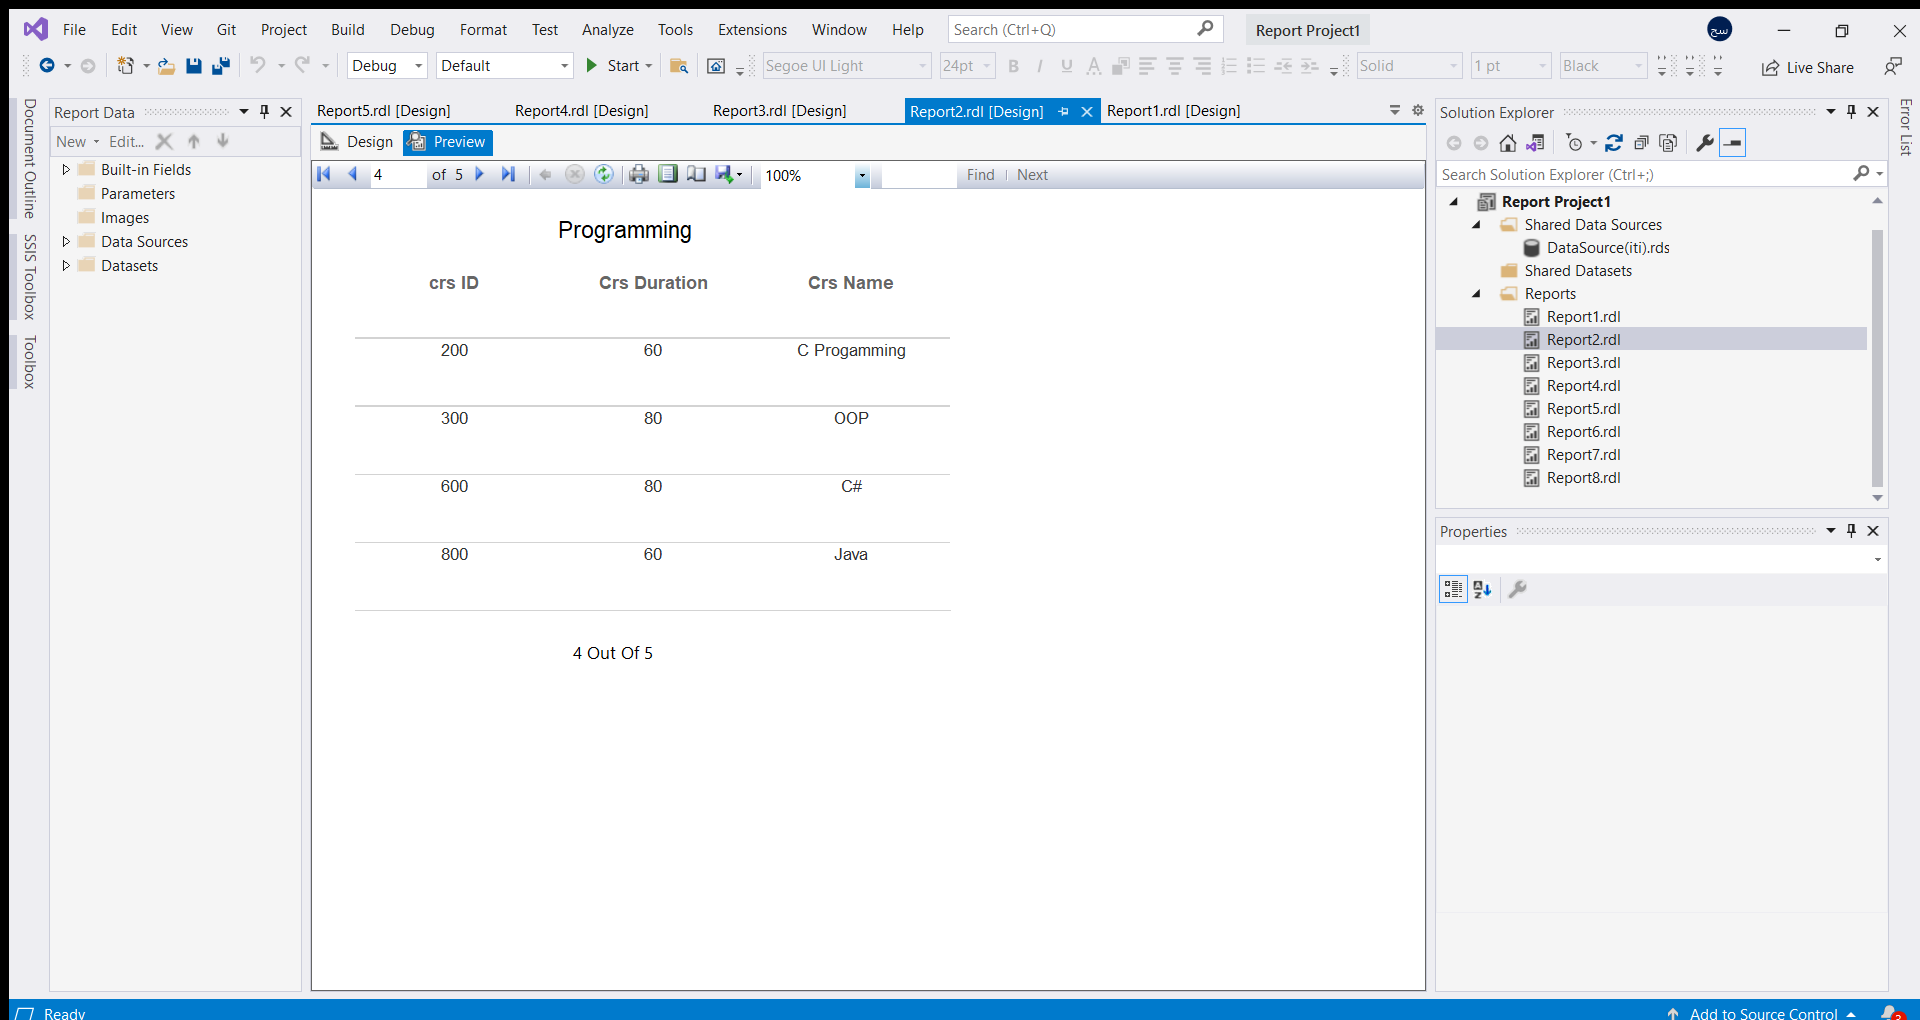 File Edit View Git Project Build Debug Format Test Analyze Tools Extensions Window Help Search (Ctrl+Q) Report Project1 سح
Debug Default Start Segoe UI Light 24pt B I U A Solid 1 pt Black Live Share
Document Outline
SSIS Toolbox
Toolbox
Report Data
New Edit...
Built-in Fields
Parameters
Images
Data Sources
Datasets
Report5.rdl [Design] Report4.rdl [Design] Report3.rdl [Design] Report2.rdl [Design] Report1.rdl [Design]
Design Preview
4 of 5 100% Find Next
Programming
crs ID Crs Duration Crs Name
200 60 C Progamming
300 80 OOP
600 80 C#
800 60 Java
4 Out Of 5
Solution Explorer
Search Solution Explorer (Ctrl+;)
Report Project1
Shared Data Sources
DataSource(iti).rds
Shared Datasets
Reports
Report1.rdl
Report2.rdl
Report3.rdl
Report4.rdl
Report5.rdl
Report6.rdl
Report7.rdl
Report8.rdl
Properties
Error List
Ready Add to Source Control